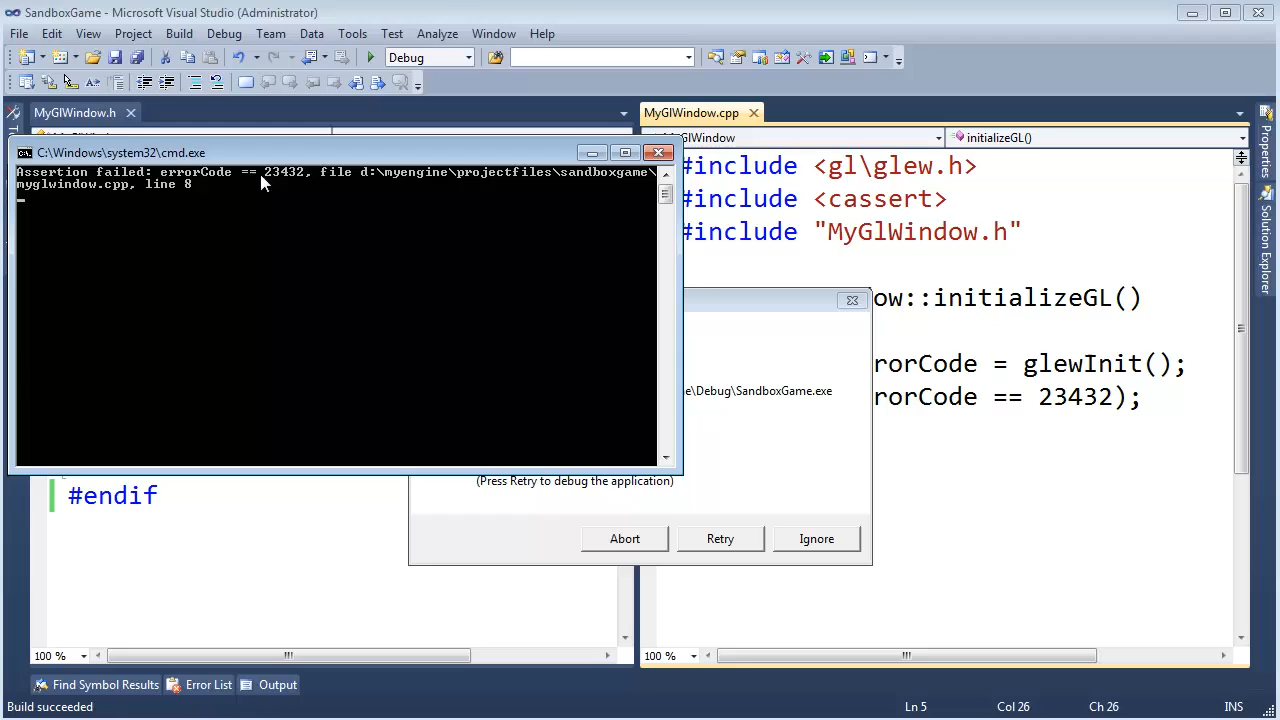 SandboxGame - Microsoft Visual Studio (Administrator)
File Edit View Project Build Debug Team Data Tools Test Analyze Window Help
Debug
MyGlWindow.h
MyGlWindow.cpp
Window
initializeGL()
C:\Windows\system32\cmd.exe
Assertion failed: errorCode == 23432, file d:\myengine\projectfiles\sandboxgame\
myglwindow.cpp, line 8
#include <gl\glew.h>
#include <cassert>
#include "MyGlWindow.h"
ow::initializeGL()
rorCode = glewInit();
rorCode == 23432);
e\Debug\SandboxGame.exe
(Press Retry to debug the application)
Abort Retry Ignore
#endif
100 %
100 %
Properties
Solution Explorer
Find Symbol Results Error List Output
Build succeeded Ln 5 Col 26 Ch 26 INS